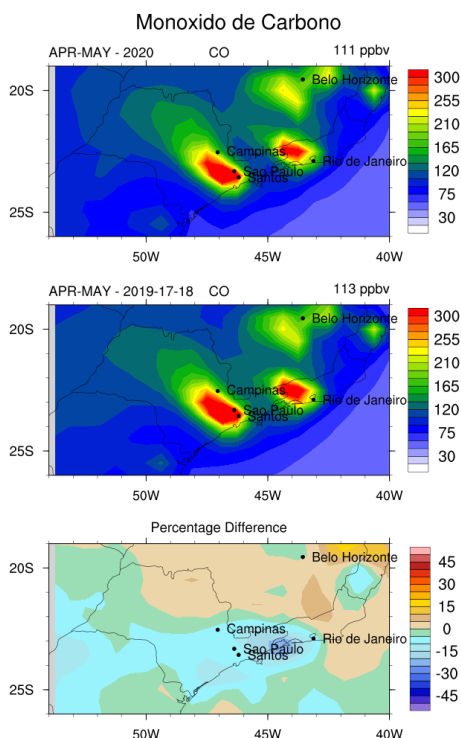 Monoxido de Carbono
APR-MAY - 2020 CO 111 ppbv
20S
25S
50W 45W 40W
Belo Horizonte
Campinas
Sao Paulo
Santos
Rio de Janeiro
300
255
210
165
120
75
30
APR-MAY - 2019-17-18 CO 113 ppbv
20S
25S
50W 45W 40W
Belo Horizonte
Campinas
Sao Paulo
Santos
Rio de Janeiro
300
255
210
165
120
75
30
Percentage Difference
20S
25S
50W 45W 40W
Belo Horizonte
Campinas
Sao Paulo
Santos
Rio de Janeiro
45
30
15
0
-15
-30
-45